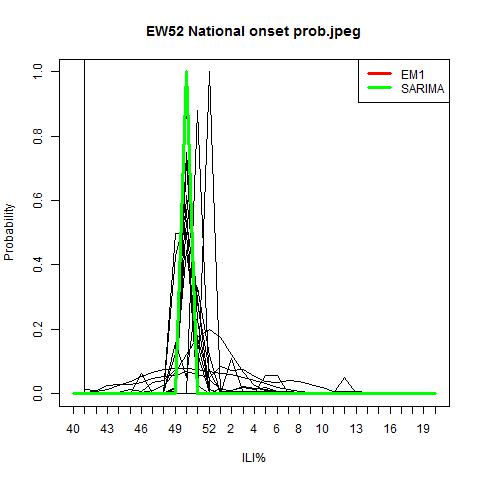 EW52 National onset prob.jpeg
EM1
SARIMA
Probability
1.0
0.8
0.6
0.4
0.2
0.0
40 43 46 49 52 2 4 6 8 10 13 16 19
ILI%